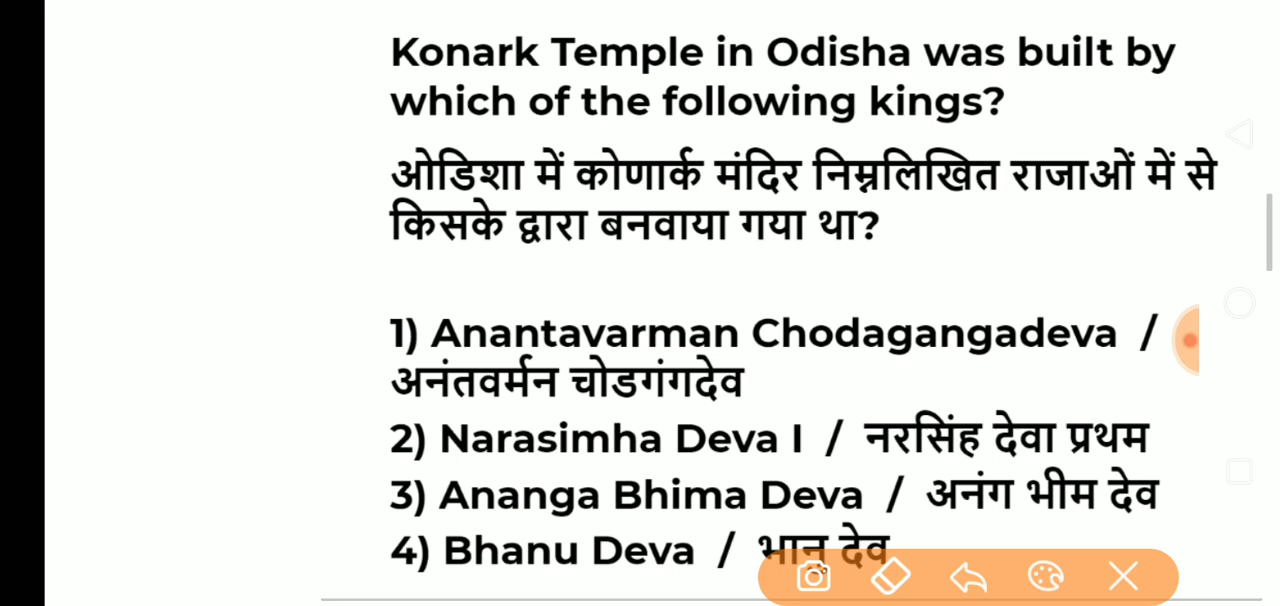 Konark Temple in Odisha was built by
which of the following kings?
ओडिशा में कोणार्क मंदिर निम्नलिखित राजाओं में से
किसके द्वारा बनवाया गया था?
1) Anantavarman Chodagangadeva /
अनंतवर्मन चोडगंगदेव
2) Narasimha Deva I / नरसिंह देवा प्रथम
3) Ananga Bhima Deva / अनंग भीम देव
4) Bhanu Deva / भानु देव